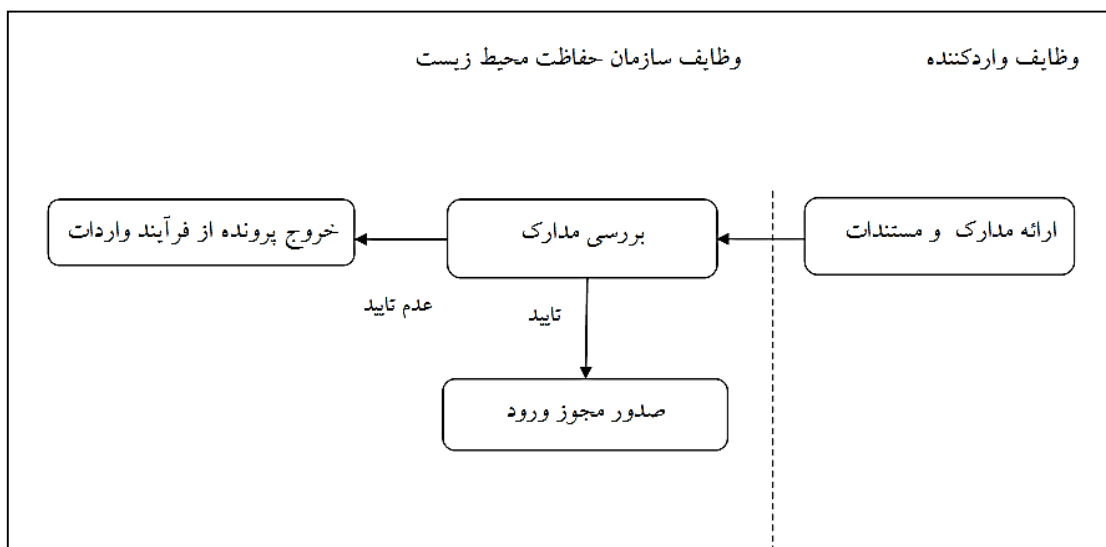 وظایف واردکننده
وظایف سازمان حفاظت محیط زیست
ارائه مدارک و مستندات
بررسی مدارک
خروج پرونده از فرآیند واردات
تایید
عدم تایید
صدور مجوز ورود